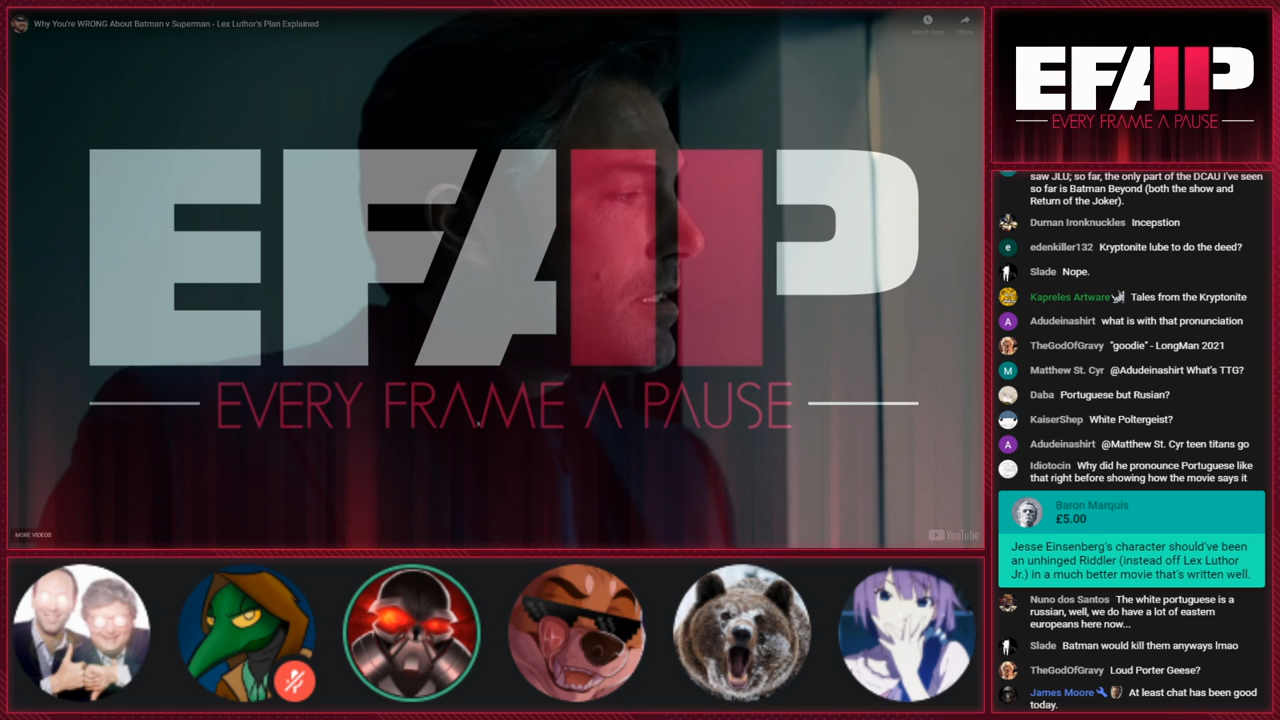 Why You're WRONG About Batman v Superman - Lex Luthor's Plan Explained
Watch later
Share
EFAP
EVERY FRAME A PAUSE
MORE VIDEOS
YouTube
EFAP
EVERY FRAME A PAUSE
saw JLU; so far, the only part of the DCAU I've seen
so far is Batman Beyond (both the show and
Return of the Joker).
Durnan Ironknuckles Incepstion
e edenkiller132 Kryptonite lube to do the deed?
Slade Nope.
Kapreles Artware Tales from the Kryptonite
A Adudeinashirt what is with that pronunciation
TheGodOfGravy "goodie" - LongMan 2021
M Matthew St. Cyr @Adudeinashirt What's TTG?
Daba Portuguese but Rusian?
KaiserShep White Poltergeist?
A Adudeinashirt @Matthew St. Cyr teen titans go
Idiotocin Why did he pronounce Portuguese like
that right before showing how the movie says it
Baron Marquis
£5.00
Jesse Einsenberg's character should've been
an unhinged Riddler (instead off Lex Luthor
Jr.) in a much better movie that's written well.
Nuno dos Santos The white portuguese is a
russian, well, we do have a lot of eastern
europeans here now...
Slade Batman would kill them anyways lmao
TheGodOfGravy Loud Porter Geese?
James Moore At least chat has been good
today.